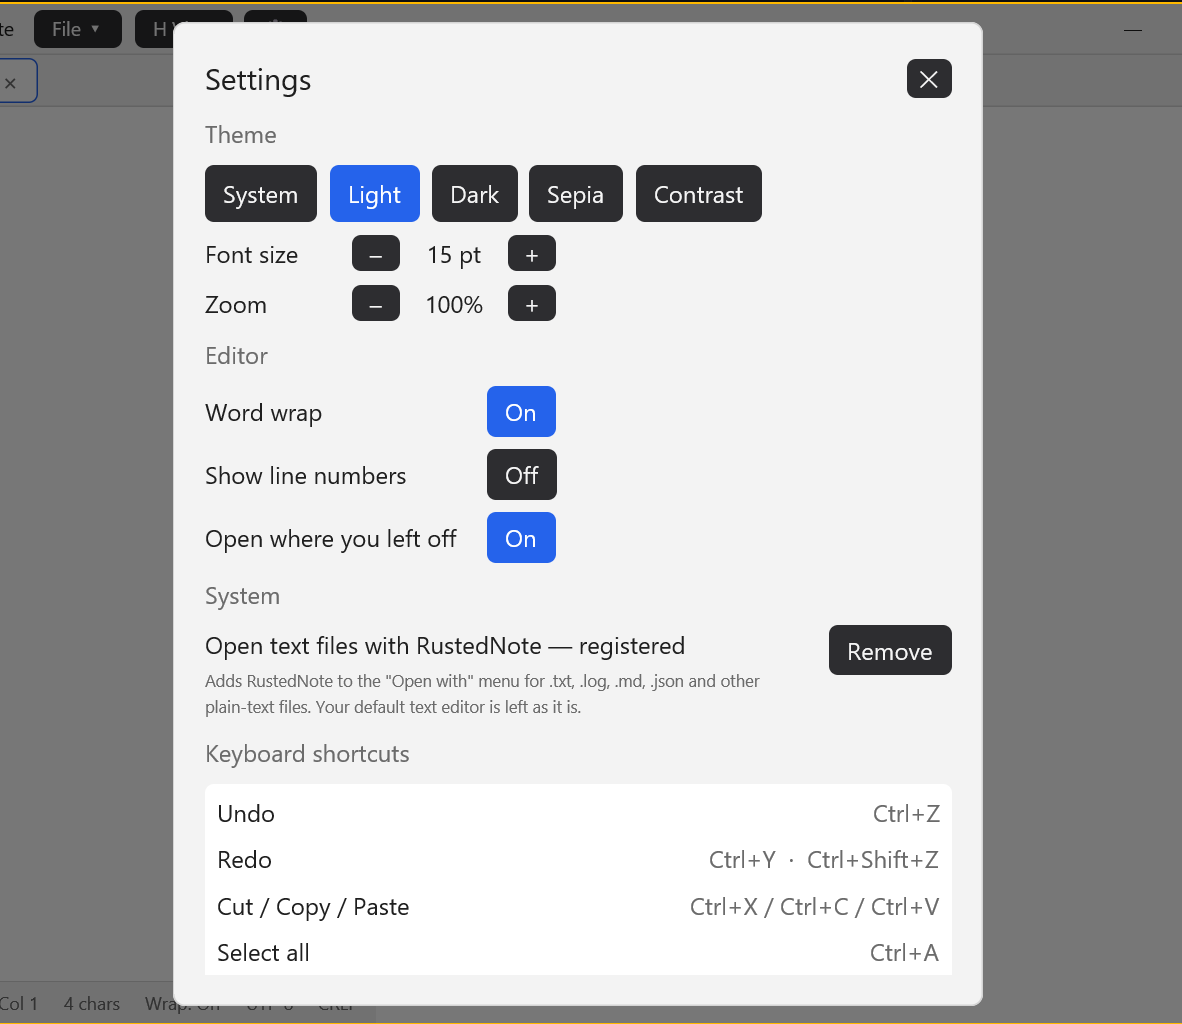 te File ▾ H
×
Settings
Theme
System Light Dark Sepia Contrast
Font size – 15 pt +
Zoom – 100% +
Editor
Word wrap On
Show line numbers Off
Open where you left off On
System
Open text files with RustedNote — registered Remove
Adds RustedNote to the "Open with" menu for .txt, .log, .md, .json and other
plain-text files. Your default text editor is left as it is.
Keyboard shortcuts
Undo Ctrl+Z
Redo Ctrl+Y · Ctrl+Shift+Z
Cut / Copy / Paste Ctrl+X / Ctrl+C / Ctrl+V
Select all Ctrl+A
Col 1 4 chars Wrap: On